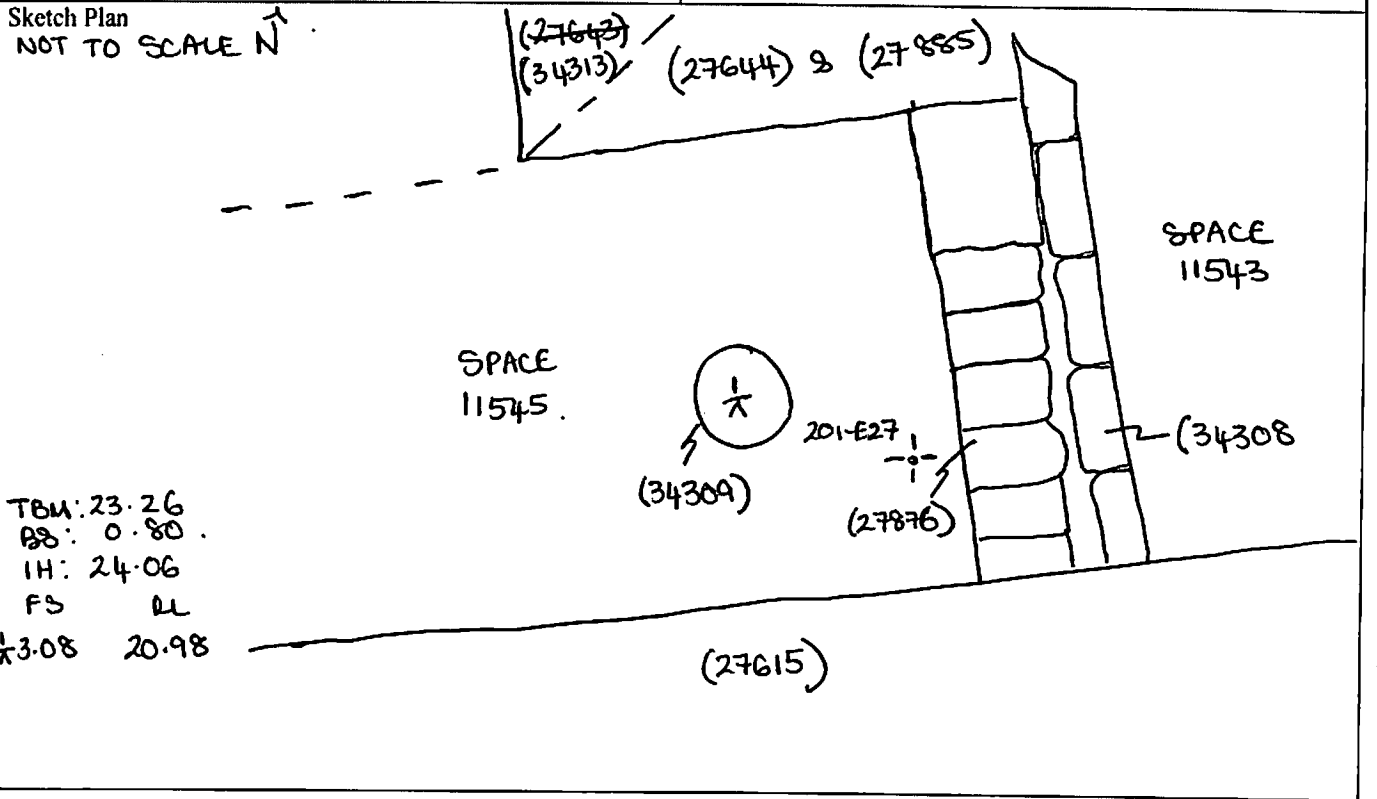 Sketch Plan
NOT TO SCALE N
(27643)
(34313)
(27644) & (27885)
SPACE
11543
SPACE
11545.
201-E27
(34308
(34309)
(27876)
TBM: 23.26
BS: 0.80.
IH: 24.06
FS RL
3.08 20.98
(27615)